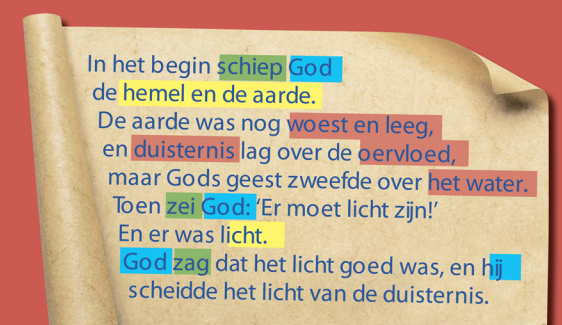 In het begin schiep God
de hemel en de aarde.
De aarde was nog woest en leeg,
en duisternis lag over de oervloed,
maar Gods geest zweefde over het water.
Toen zei God: ‘Er moet licht zijn!’
En er was licht.
God zag dat het licht goed was, en hij
scheidde het licht van de duisternis.